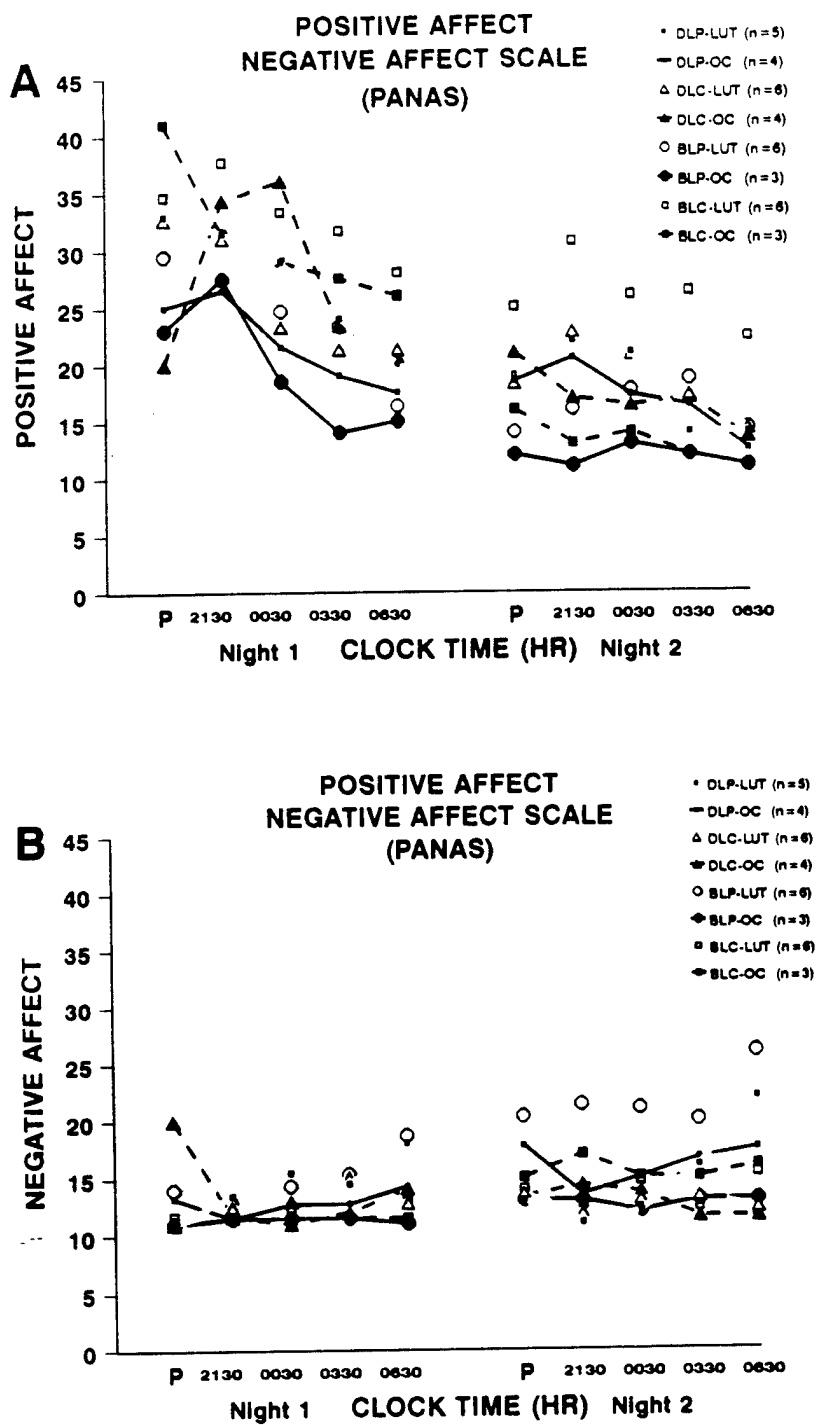 A
POSITIVE AFFECT
NEGATIVE AFFECT SCALE
(PANAS)
DLP-LUT (n=5)
DLP-OC (n=4)
DLC-LUT (n=6)
DLC-OC (n=4)
BLP-LUT (n=6)
BLP-OC (n=3)
BLC-LUT (n=6)
BLC-OC (n=3)
POSITIVE AFFECT
45
40
35
30
25
20
15
10
5
0
P 2130 0030 0330 0630 P 2130 0030 0330 0630
Night 1 CLOCK TIME (HR) Night 2
B
POSITIVE AFFECT
NEGATIVE AFFECT SCALE
(PANAS)
DLP-LUT (n=5)
DLP-OC (n=4)
DLC-LUT (n=6)
DLC-OC (n=4)
BLP-LUT (n=6)
BLP-OC (n=3)
BLC-LUT (n=6)
BLC-OC (n=3)
NEGATIVE AFFECT
45
40
35
30
25
20
15
10
5
0
P 2130 0030 0330 0630 P 2130 0030 0330 0630
Night 1 CLOCK TIME (HR) Night 2